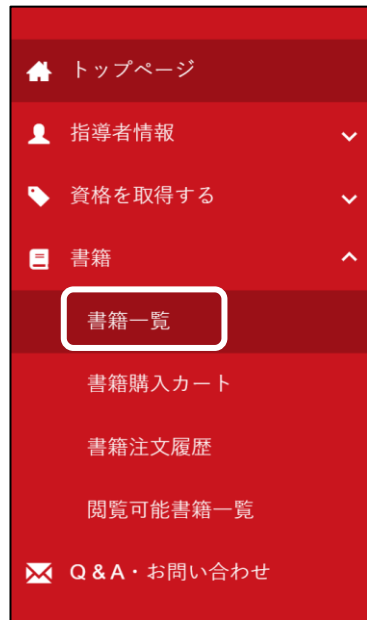 トップページ
指導者情報
資格を取得する
書籍
書籍一覧
書籍購入カート
書籍注文履歴
閲覧可能書籍一覧
Q & A・お問い合わせ